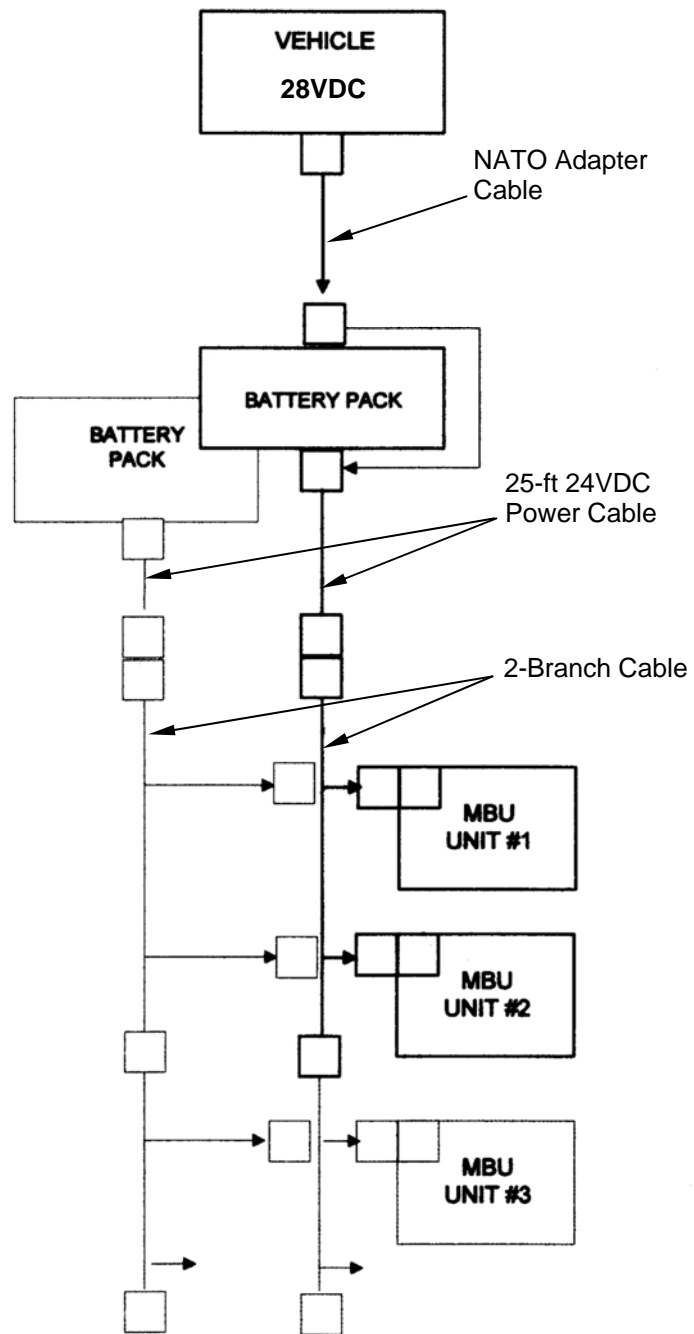 VEHICLE
28VDC
NATO Adapter
Cable
BATTERY PACK
BATTERY
PACK
25-ft 24VDC
Power Cable
2-Branch Cable
MBU
UNIT #1
MBU
UNIT #2
MBU
UNIT #3